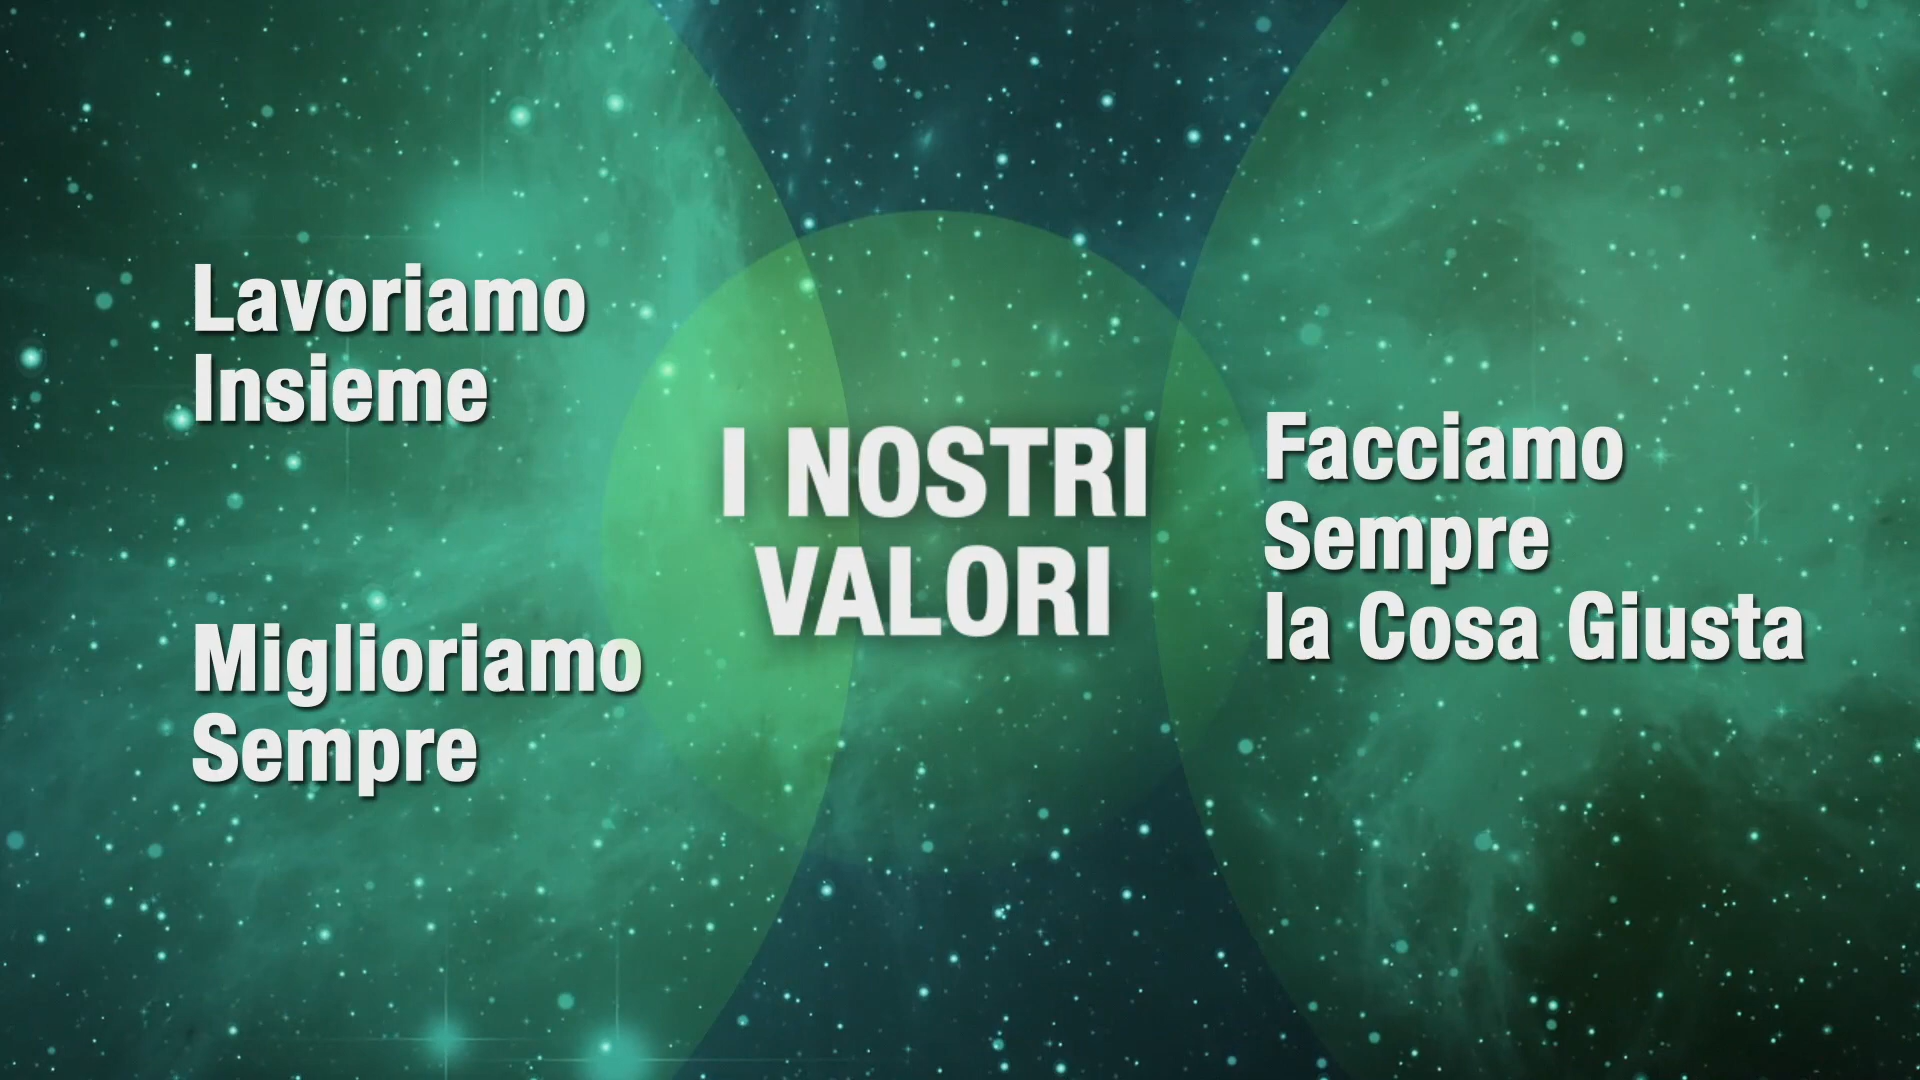 Lavoriamo
Insieme
Miglioriamo
Sempre
I NOSTRI
VALORI
Facciamo
Sempre
la Cosa Giusta